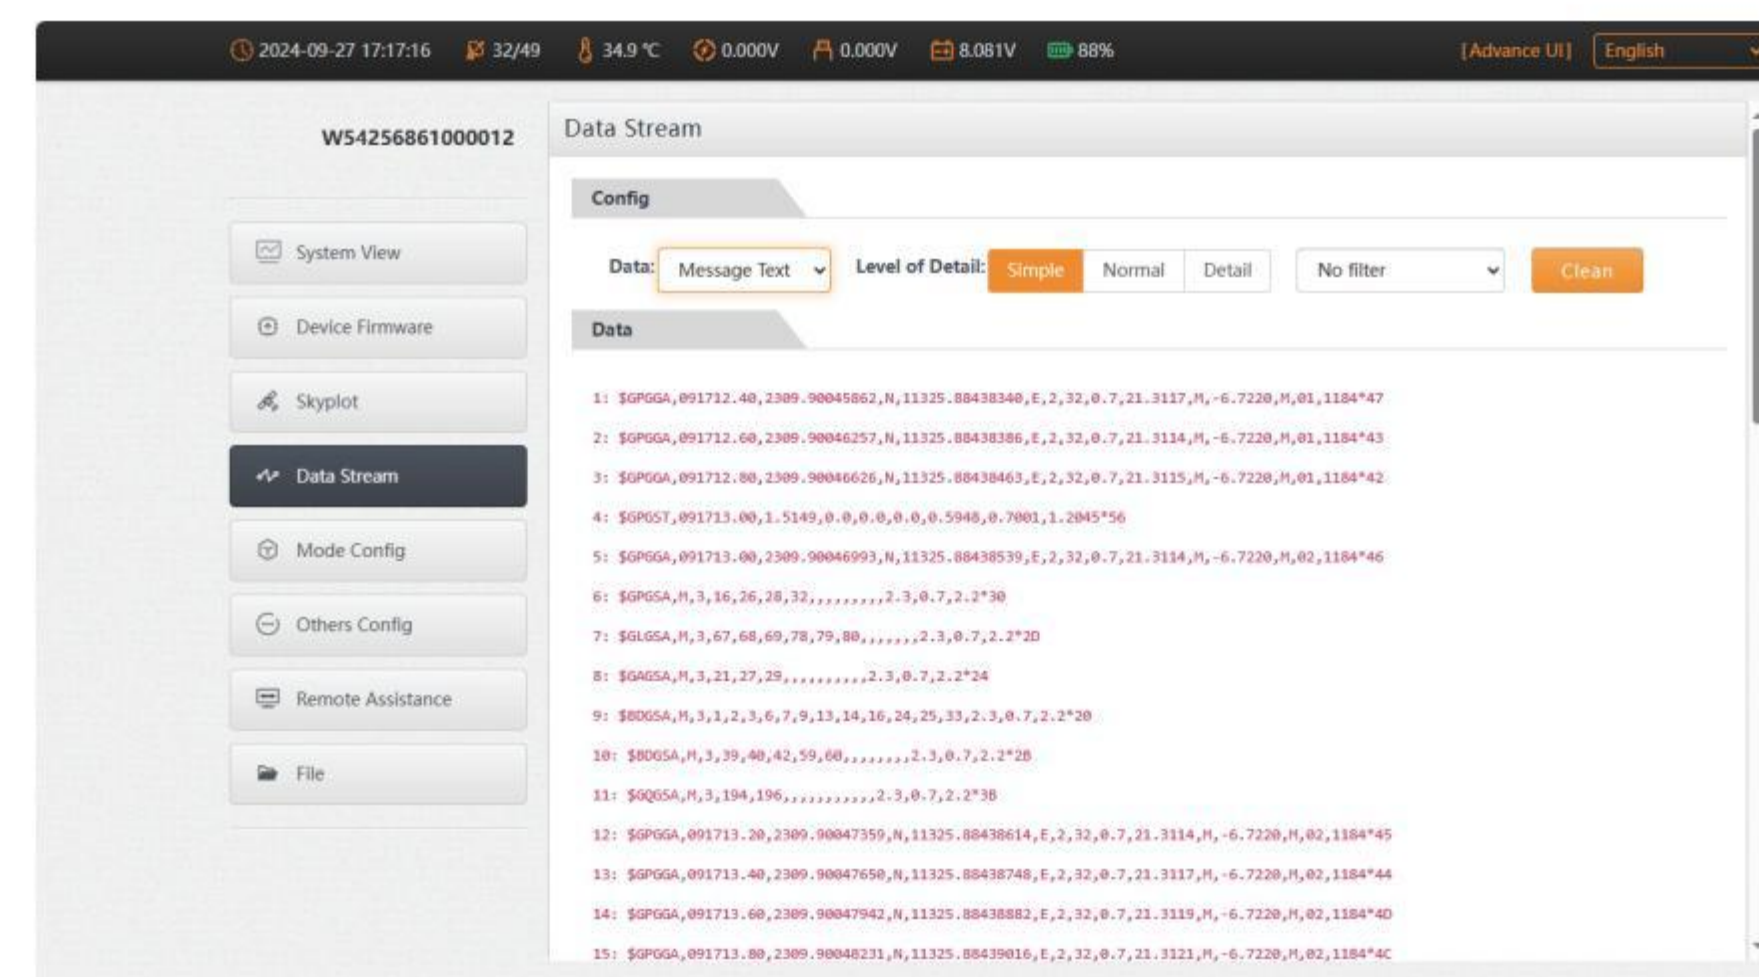 2024-09-27 17:17:16 32/49 34.9 ℃ 0.000V 0.000V 8.081V 88% [Advance UI] English
W54256861000012
System View
Device Firmware
Skyplot
Data Stream
Mode Config
Others Config
Remote Assistance
File
Data Stream
Config
Data: Message Text Level of Detail: Simple Normal Detail No filter Clean
Data
1: $GPGGA,091712.40,2309.90045862,N,11325.88438340,E,2,32,0.7,21.3117,M,-6.7220,M,01,1184*47
2: $GPGGA,091712.60,2309.90046257,N,11325.88438386,E,2,32,0.7,21.3114,M,-6.7220,M,01,1184*43
3: $GPGGA,091712.80,2309.90046626,N,11325.88438463,E,2,32,0.7,21.3115,M,-6.7220,M,01,1184*42
4: $GPGST,091713.00,1.5149,0.0,0.0,0.0,0.5948,0.7001,1.2045*56
5: $GPGGA,091713.00,2309.90046993,N,11325.88438539,E,2,32,0.7,21.3114,M,-6.7220,M,02,1184*46
6: $GPGSA,M,3,16,26,28,32,,,,,,,,,2.3,0.7,2.2*30
7: $GLGSA,M,3,67,68,69,78,79,80,,,,,,,2.3,0.7,2.2*2D
8: $GAGSA,M,3,21,27,29,,,,,,,,,,2.3,0.7,2.2*24
9: $BDGSA,M,3,1,2,3,6,7,9,13,14,16,24,25,33,2.3,0.7,2.2*20
10: $BDGSA,M,3,39,40,42,59,60,,,,,,,,2.3,0.7,2.2*2B
11: $GQGSA,M,3,194,196,,,,,,,,,,,2.3,0.7,2.2*3B
12: $GPGGA,091713.20,2309.90047359,N,11325.88438614,E,2,32,0.7,21.3114,M,-6.7220,M,02,1184*45
13: $GPGGA,091713.40,2309.90047650,N,11325.88438748,E,2,32,0.7,21.3117,M,-6.7220,M,02,1184*44
14: $GPGGA,091713.60,2309.90047942,N,11325.88438882,E,2,32,0.7,21.3119,M,-6.7220,M,02,1184*4D
15: $GPGGA,091713.80,2309.90048231,N,11325.88439016,E,2,32,0.7,21.3121,M,-6.7220,M,02,1184*4C